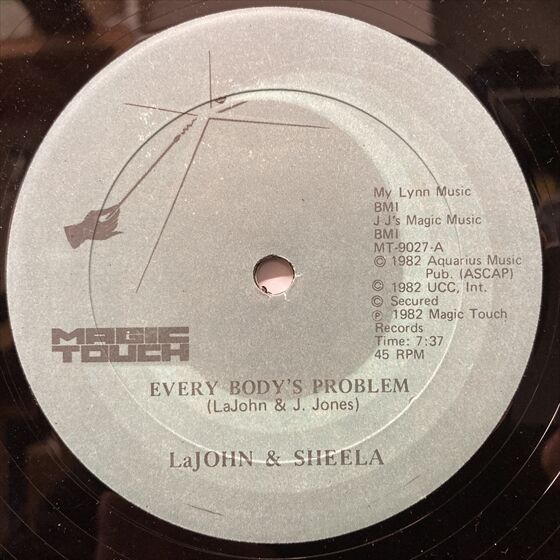 My Lynn Music
BMI
J J's Magic Music
BMI
MT-9027-A
© 1982 Aquarius Music
Pub. (ASCAP)
© 1982 UCC, Int.
© Secured
℗ 1982 Magic Touch
Records
Time: 7:37
45 RPM
MAGIC
TOUCH
EVERY BODY'S PROBLEM
(LaJohn & J. Jones)
LaJOHN & SHEELA